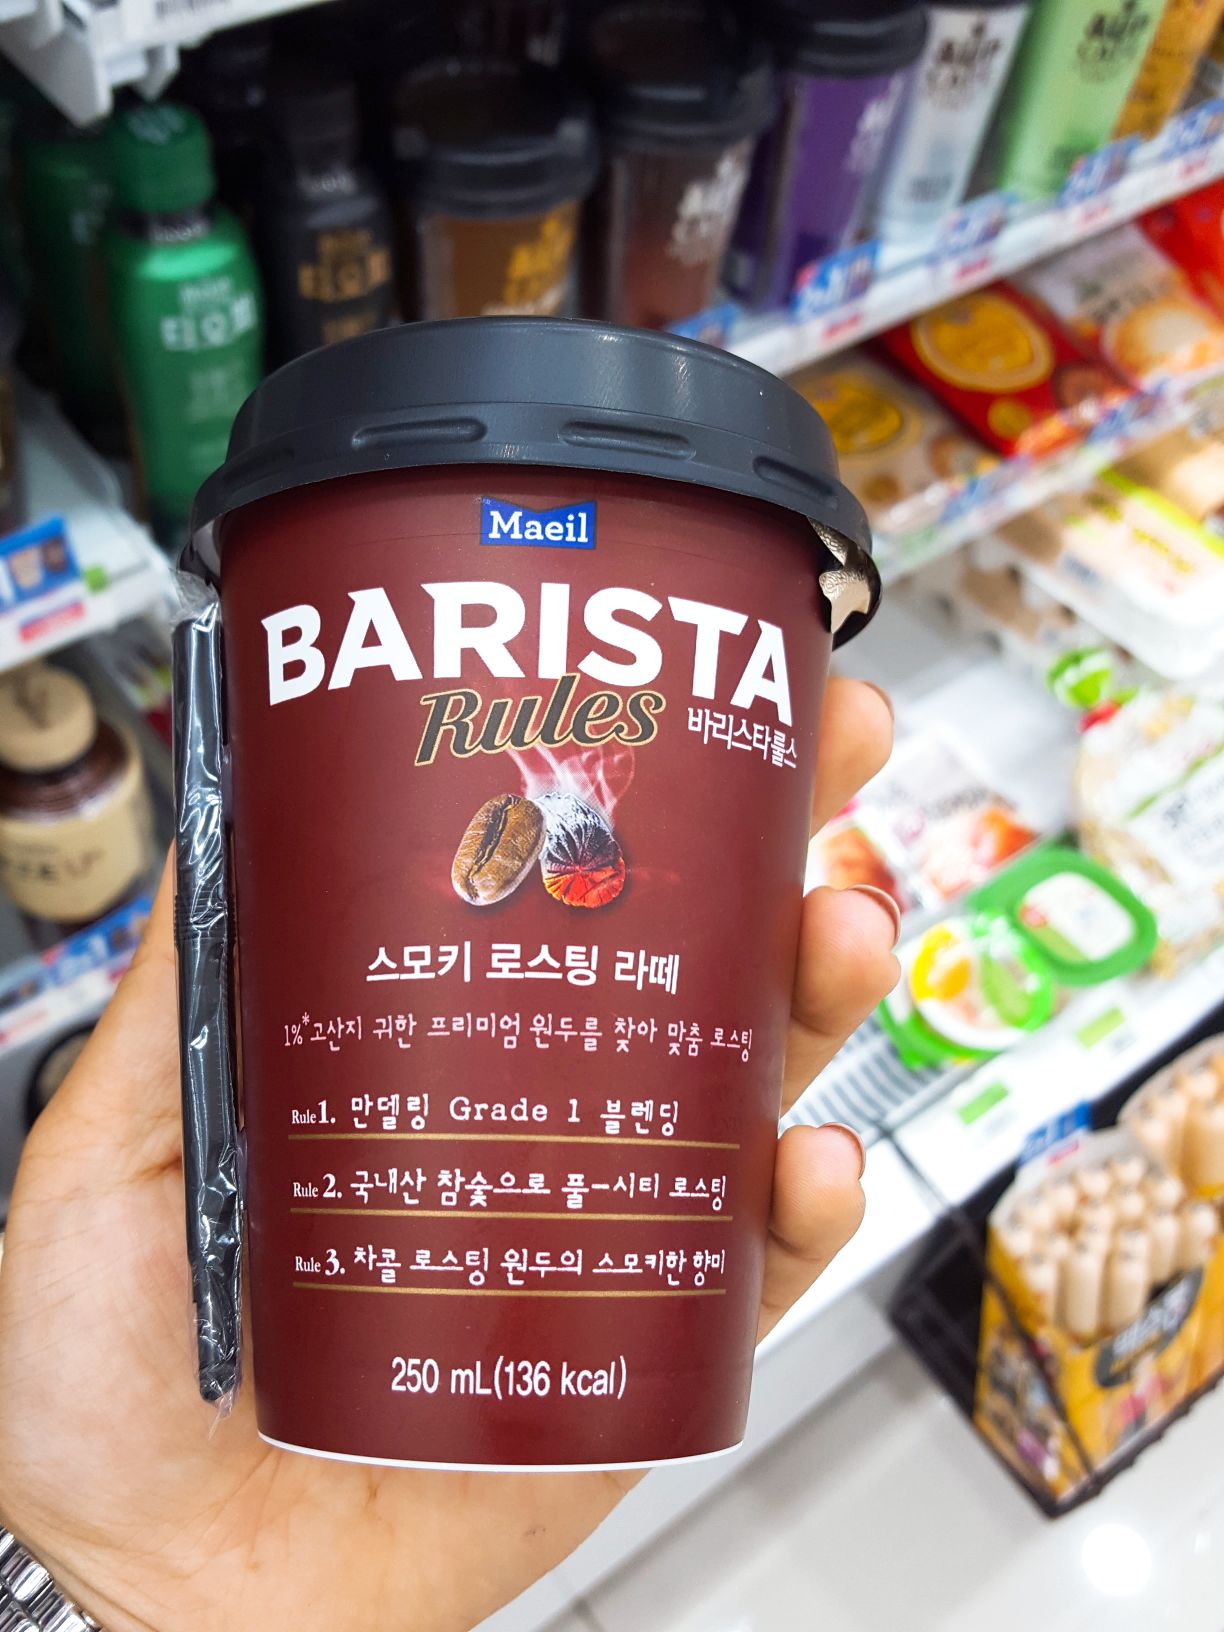 Maeil
BARISTA
Rules
바리스타룰스
스모키 로스팅 라떼
1%*고산지 귀한 프리미엄 원두를 찾아 맞춤 로스팅
Rule 1. 만델링 Grade 1 블렌딩
Rule 2. 국내산 참숯으로 풀-시티 로스팅
Rule 3. 차콜 로스팅 원두의 스모키한 향미
250 mL(136 kcal)
티오피